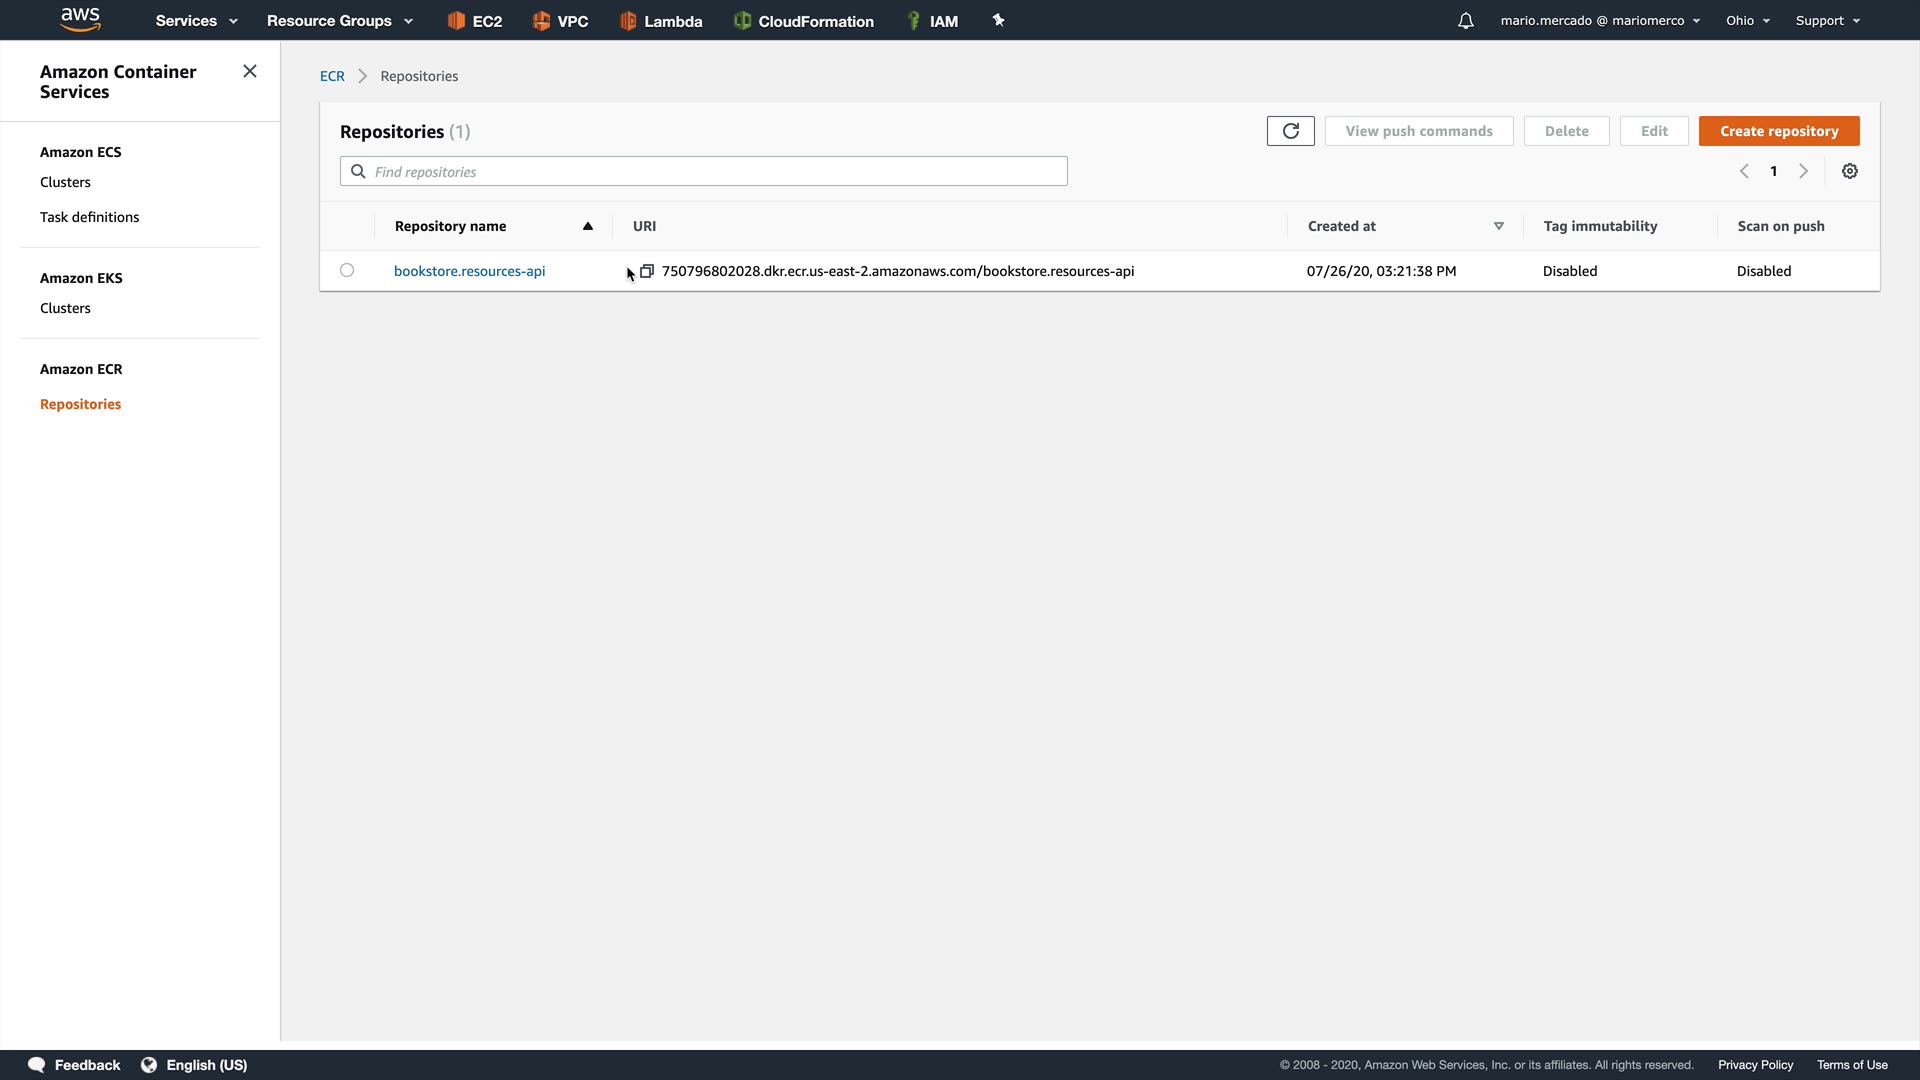 aws Services Resource Groups EC2 VPC Lambda CloudFormation IAM mario.mercado @ mariomerco Ohio Support
Amazon Container
Services
Amazon ECS
Clusters
Task definitions
Amazon EKS
Clusters
Amazon ECR
Repositories
ECR Repositories
Repositories (1)
View push commands Delete Edit Create repository
Find repositories
1
Repository name URI Created at Tag immutability Scan on push
bookstore.resources-api 750796802028.dkr.ecr.us-east-2.amazonaws.com/bookstore.resources-api 07/26/20, 03:21:38 PM Disabled Disabled
Feedback English (US) © 2008 - 2020, Amazon Web Services, Inc. or its affiliates. All rights reserved. Privacy Policy Terms of Use